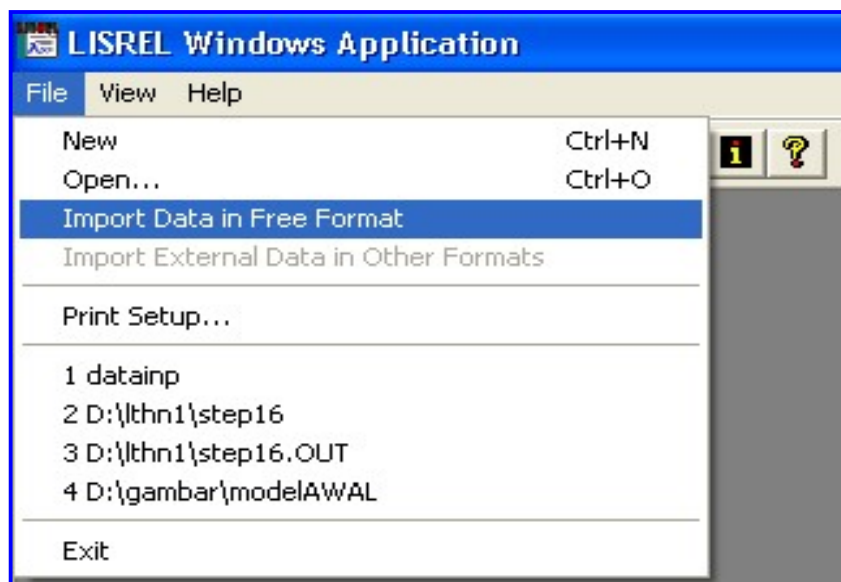 LISREL Windows Application
File View Help
New Ctrl+N
Open... Ctrl+O
Import Data in Free Format
Import External Data in Other Formats
Print Setup...
1 datainp
2 D:\lthn1\step16
3 D:\lthn1\step16.OUT
4 D:\gambar\modelAWAL
Exit